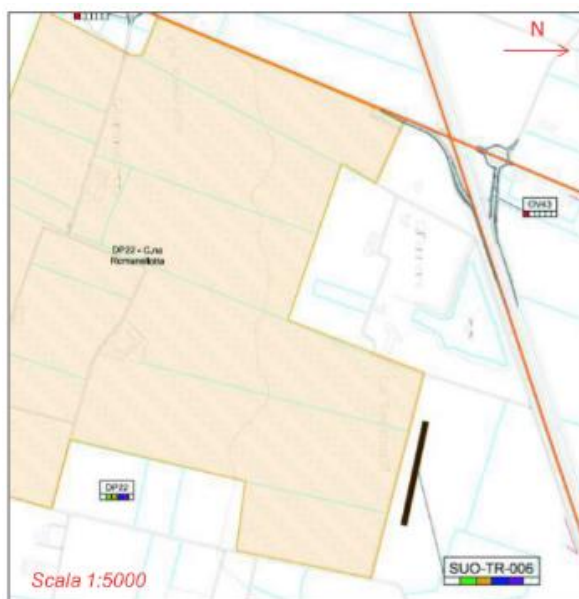 N
OV43
DP22 - C.na
Romanellotta
DP22
SUO-TR-006
Scala 1:5000